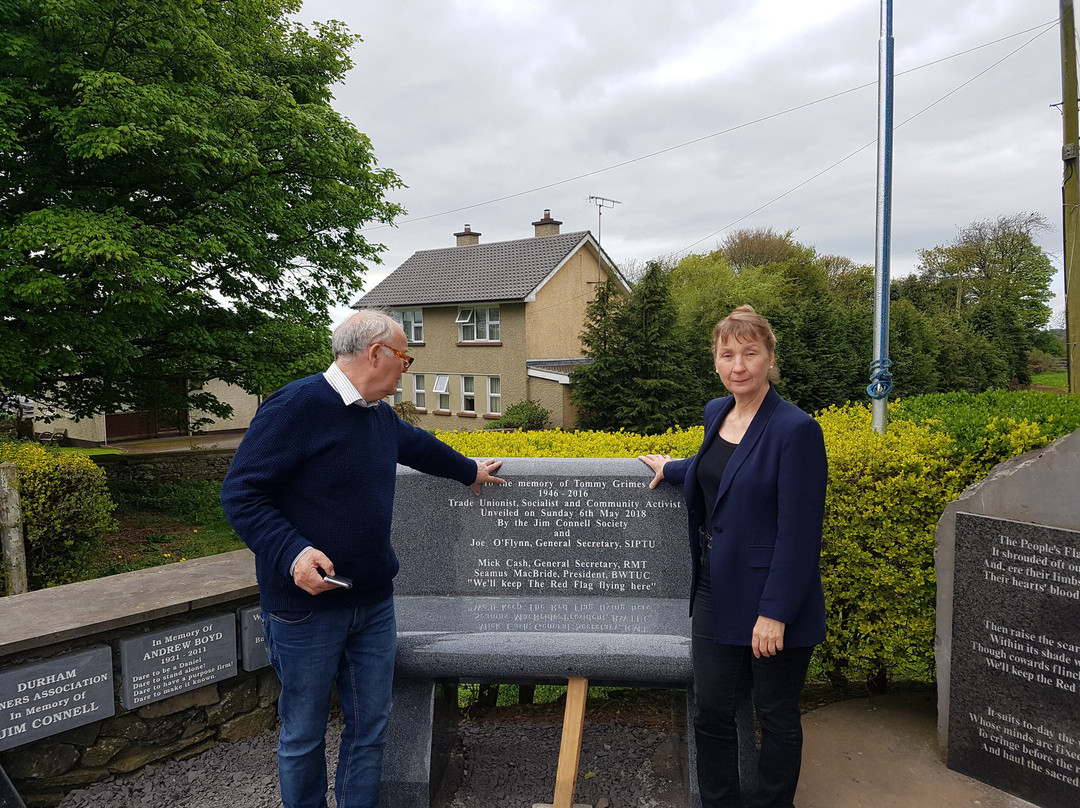 To the memory of Tommy Grimes
1946 - 2016
Trade Unionist, Socialist and Community Activist
Unveiled on Sunday 6th May 2018
By the Jim Connell Society
and
Joe O'Flynn, General Secretary, SIPTU
Mick Cash, General Secretary, RMT
Seamus MacBride, President, BWTUC
"We'll keep The Red Flag flying here"
DURHAM
NERS ASSOCIATION
In Memory of
JIM CONNELL
In Memory of
ANDREW BOYD
1921 - 2011
Dare to be a Daniel
Dare to stand alone!
Dare to have a purpose firm!
Dare to make it known.
The People's Fla
It shrouded oft ou
And, ere their limb
Their hearts' blood
Then raise the scar
Within its shade w
Though cowards flinch
We'll keep the Red
It suits to-day the
Whose minds are fixe
To cringe before the
And haul the sacre